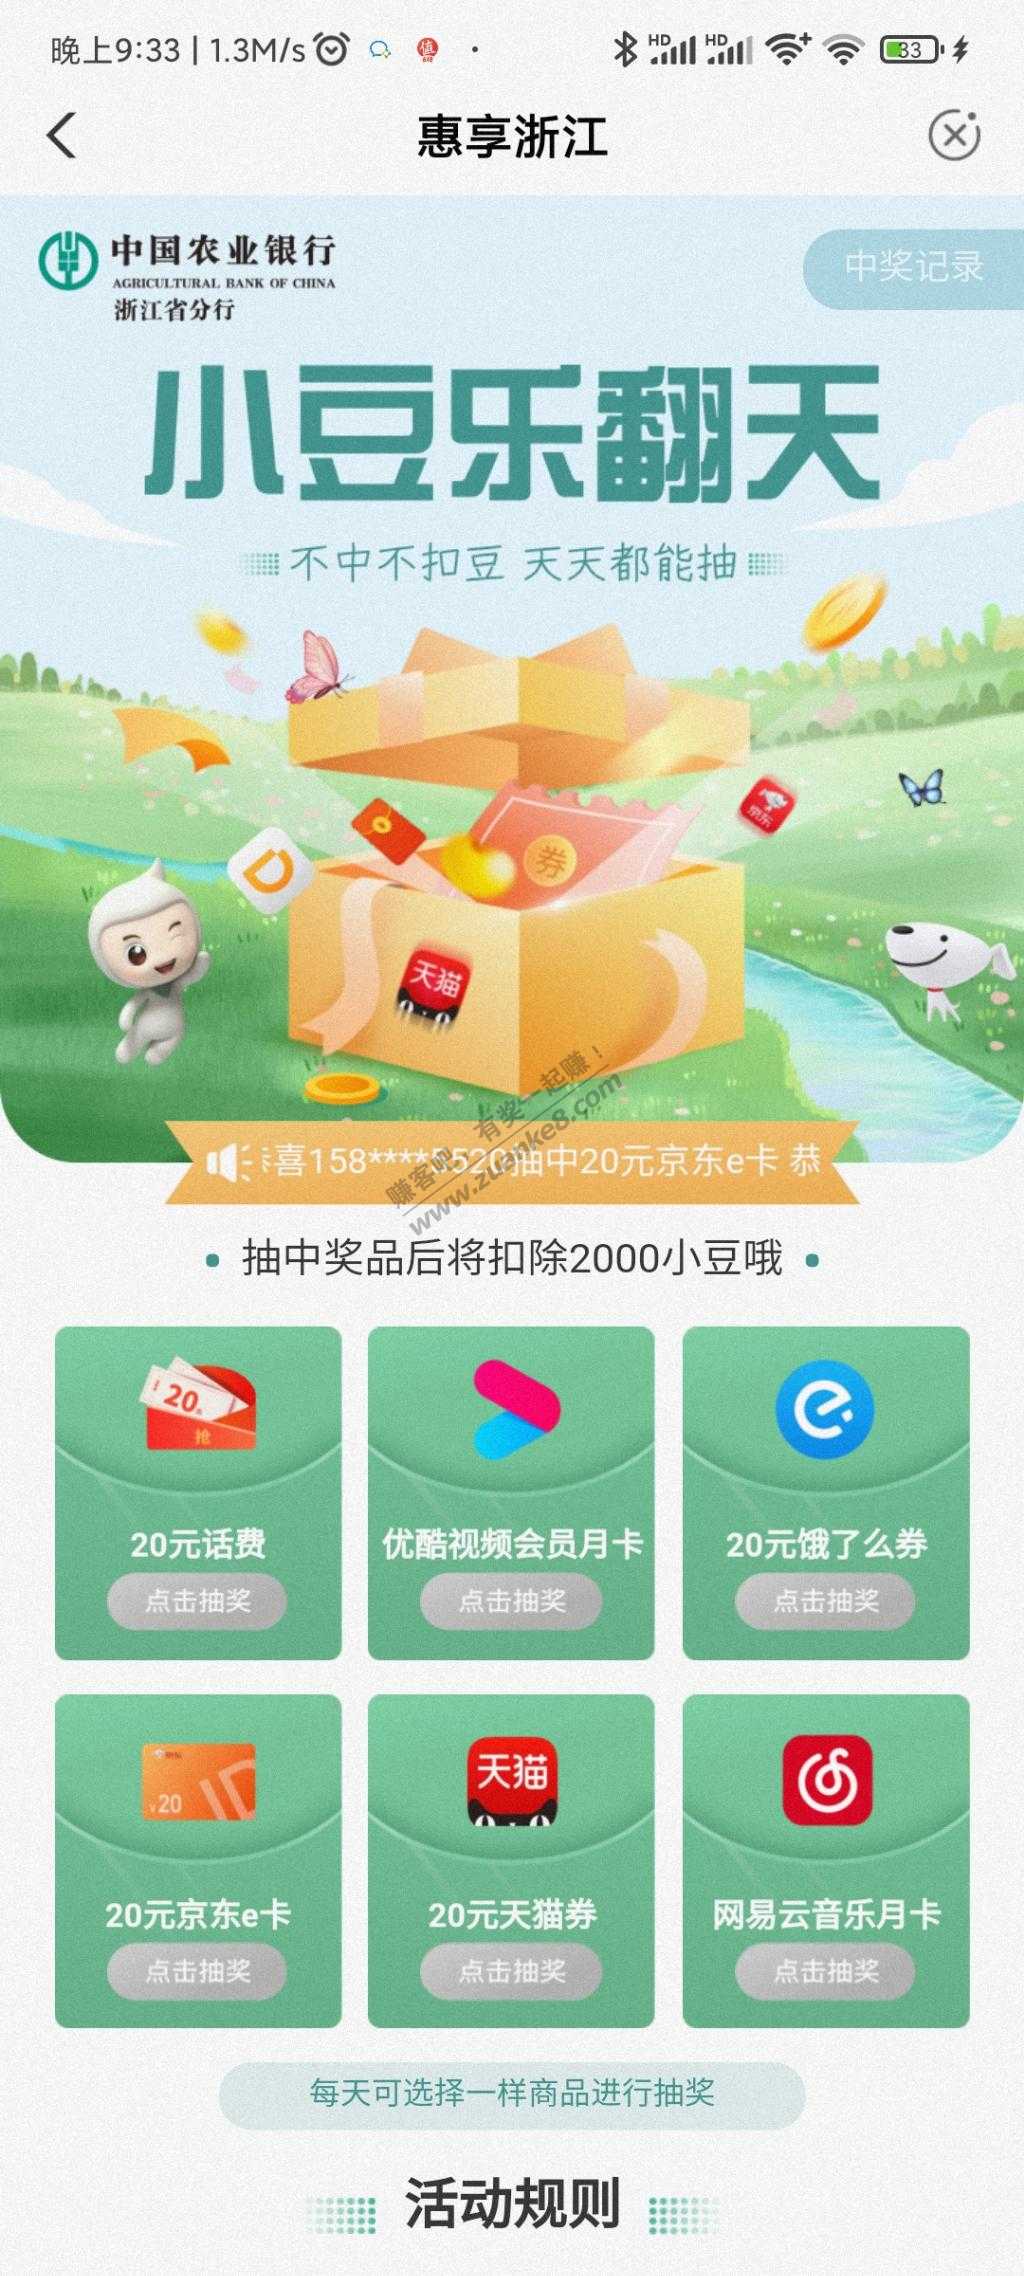 晚上9:33 | 1.3M/s
HD HD 33
惠享浙江
中国农业银行
AGRICULTURAL BANK OF CHINA
浙江省分行
中奖记录
小豆乐翻天
不中不扣豆 天天都能抽
京东
券
天猫
喜158****3520抽中20元京东e卡 恭
赚客吧，有奖一起赚！
www.zuanke8.com
抽中奖品后将扣除2000小豆哦
20元
抢
20元话费
优酷视频会员月卡
20元饿了么券
点击抽奖
点击抽奖
点击抽奖
¥20
天猫
20元京东e卡
20元天猫券
网易云音乐月卡
点击抽奖
点击抽奖
点击抽奖
每天可选择一样商品进行抽奖
活动规则